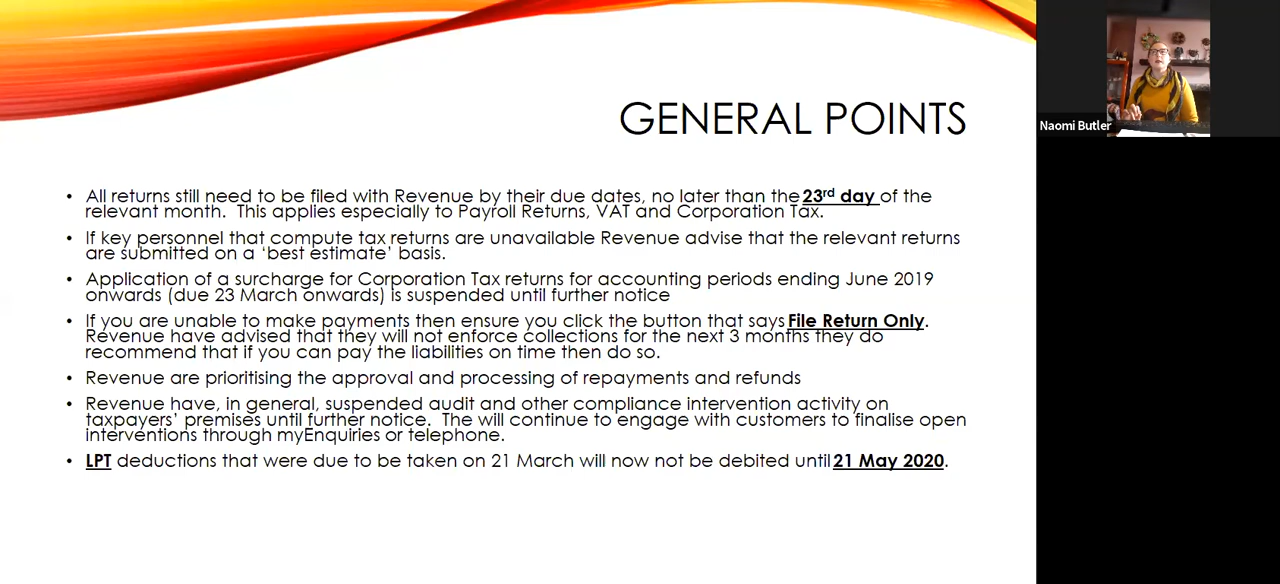 GENERAL POINTS
Naomi Butler
• All returns still need to be filed with Revenue by their due dates, no later than the 23rd day of the
relevant month. This applies especially to Payroll Returns, VAT and Corporation Tax.
• If key personnel that compute tax returns are unavailable Revenue advise that the relevant returns
are submitted on a ‘best estimate’ basis.
• Application of a surcharge for Corporation Tax returns for accounting periods ending June 2019
onwards (due 23 March onwards) is suspended until further notice
• If you are unable to make payments then ensure you click the button that says File Return Only.
Revenue have advised that they will not enforce collections for the next 3 months they do
recommend that if you can pay the liabilities on time then do so.
• Revenue are prioritising the approval and processing of repayments and refunds
• Revenue have, in general, suspended audit and other compliance intervention activity on
taxpayers’ premises until further notice. The will continue to engage with customers to finalise open
interventions through myEnquiries or telephone.
• LPT deductions that were due to be taken on 21 March will now not be debited until 21 May 2020.